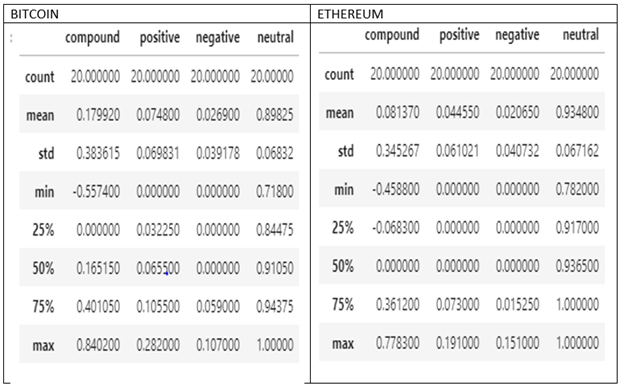 BITCOIN
: compound positive negative neutral
count 20.000000 20.000000 20.000000 20.00000
mean 0.179920 0.074800 0.026900 0.89825
std 0.383615 0.069831 0.039178 0.06832
min -0.557400 0.000000 0.000000 0.71800
25% 0.000000 0.032250 0.000000 0.84475
50% 0.165150 0.065500 0.000000 0.91050
75% 0.401050 0.105500 0.059000 0.94375
max 0.840200 0.282000 0.107000 1.00000
ETHEREUM
compound positive negative neutral
count 20.000000 20.000000 20.000000 20.000000
mean 0.081370 0.044550 0.020650 0.934800
std 0.345267 0.061021 0.040732 0.067162
min -0.458800 0.000000 0.000000 0.782000
25% -0.068300 0.000000 0.000000 0.917000
50% 0.000000 0.000000 0.000000 0.936500
75% 0.361200 0.073000 0.015250 1.000000
max 0.778300 0.191000 0.151000 1.000000